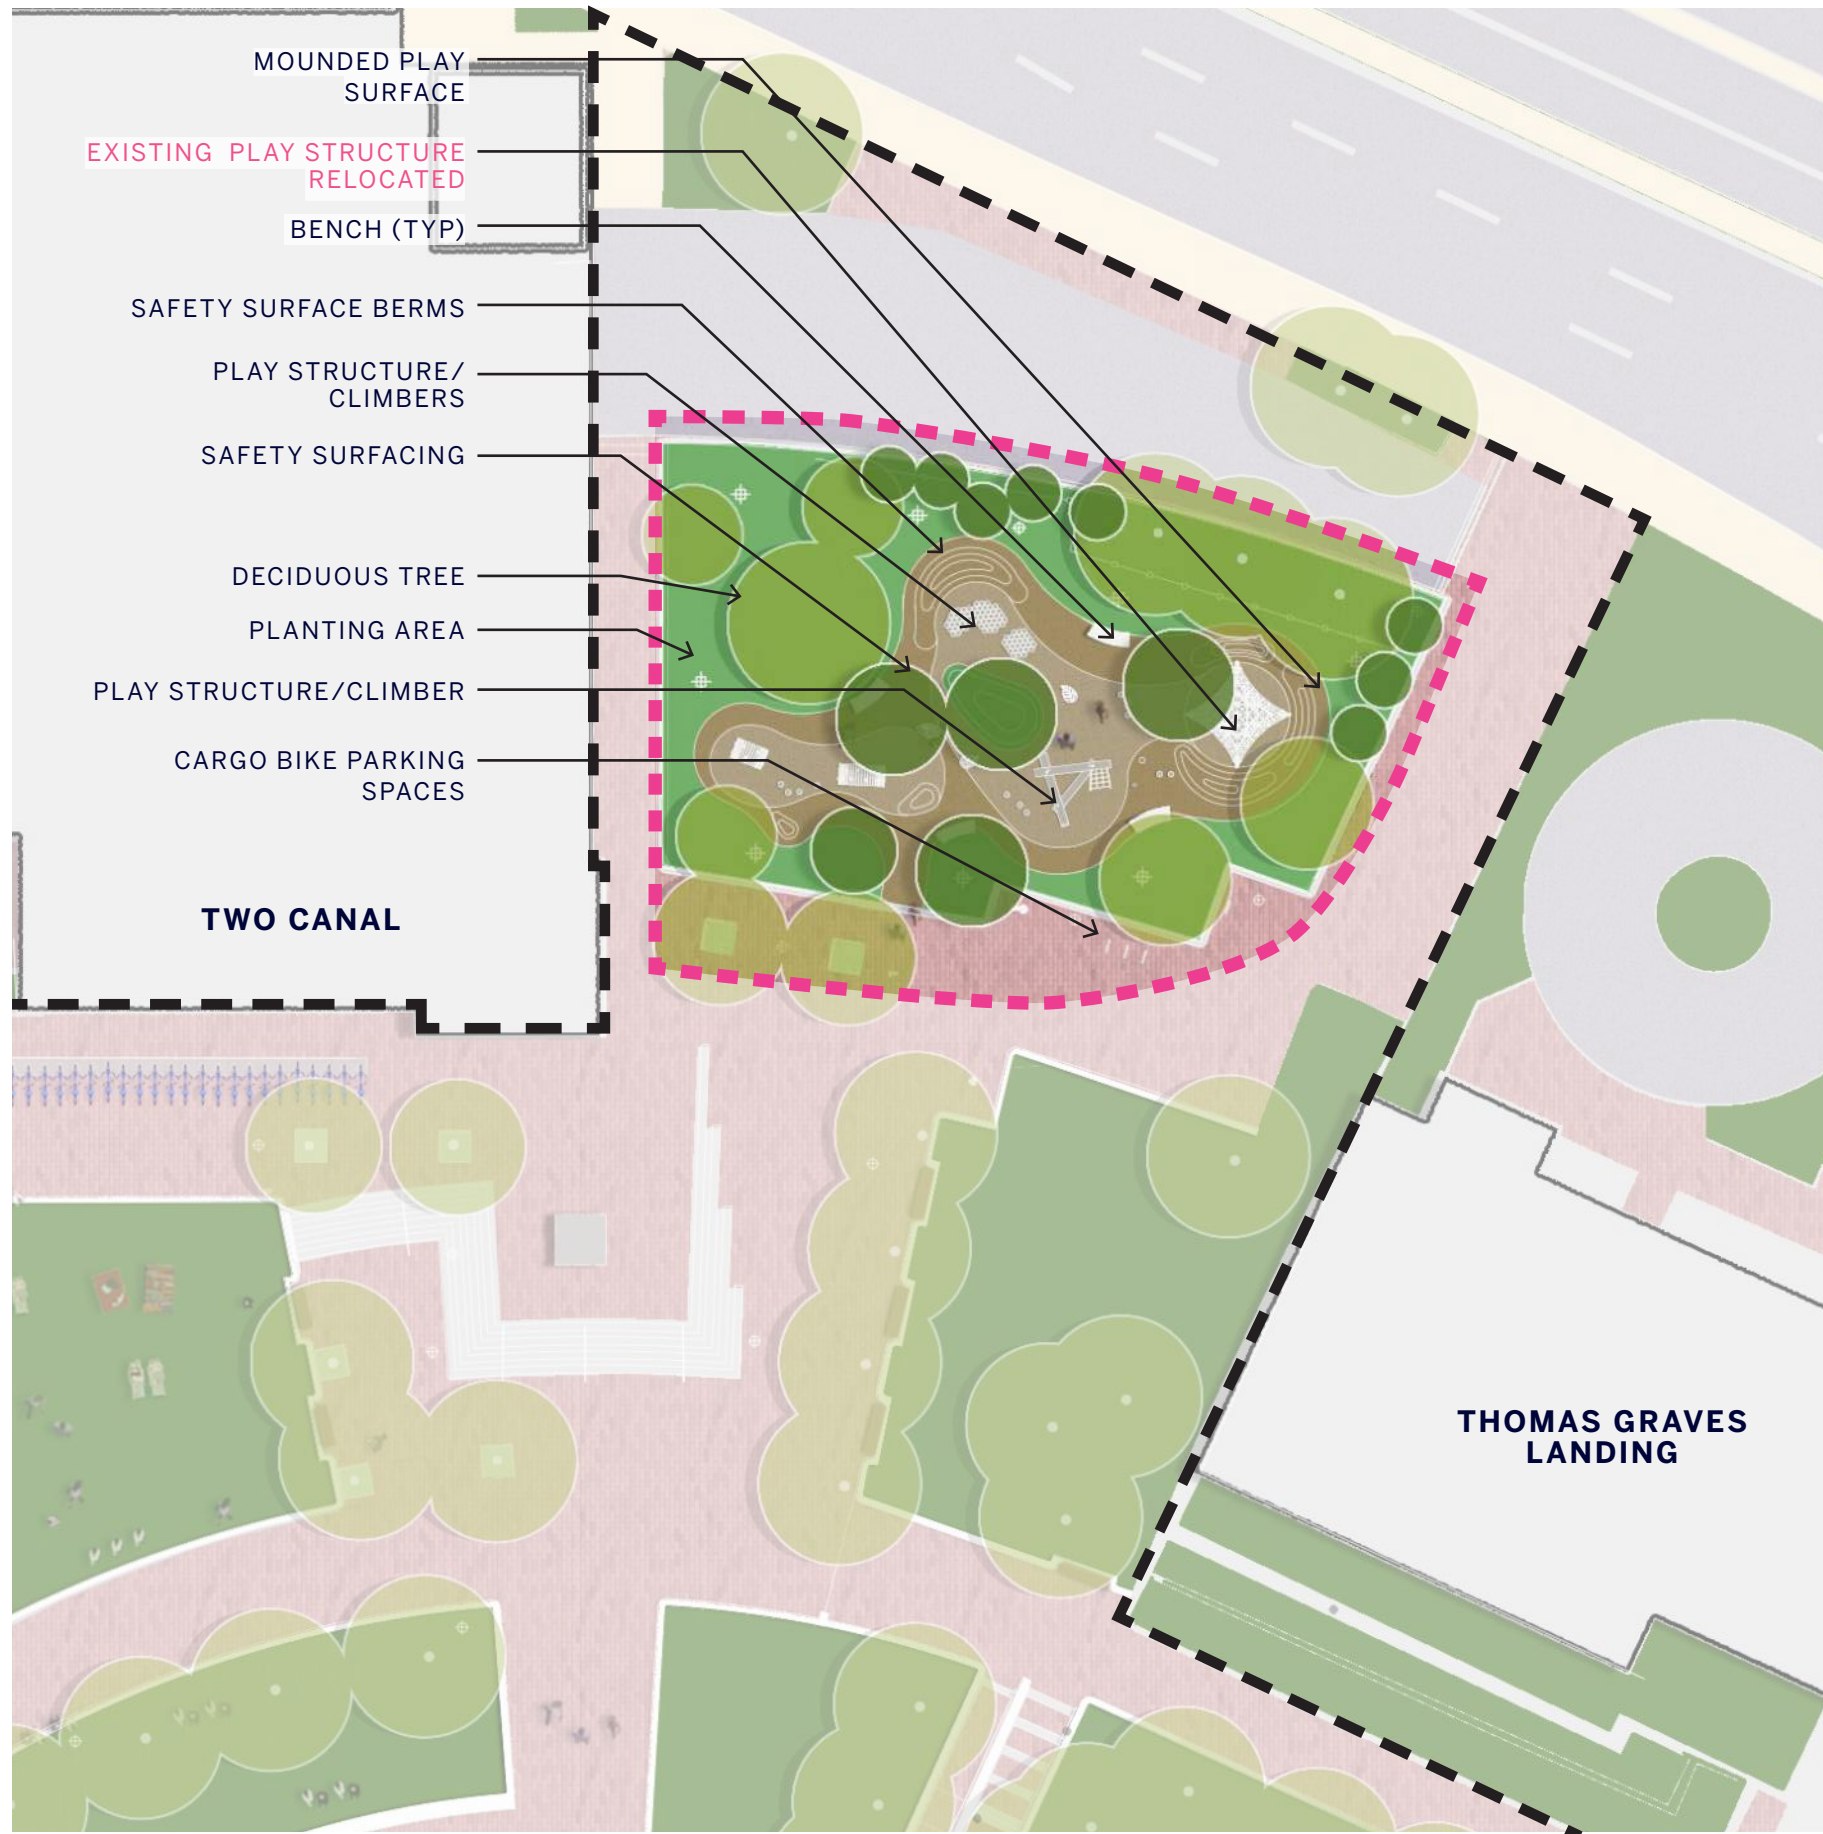 MOUNDED PLAY
SURFACE
EXISTING PLAY STRUCTURE
RELOCATED
BENCH (TYP)
SAFETY SURFACE BERMS
PLAY STRUCTURE/
CLIMBERS
SAFETY SURFACING
DECIDUOUS TREE
PLANTING AREA
PLAY STRUCTURE/CLIMBER
CARGO BIKE PARKING
SPACES
TWO CANAL
THOMAS GRAVES
LANDING